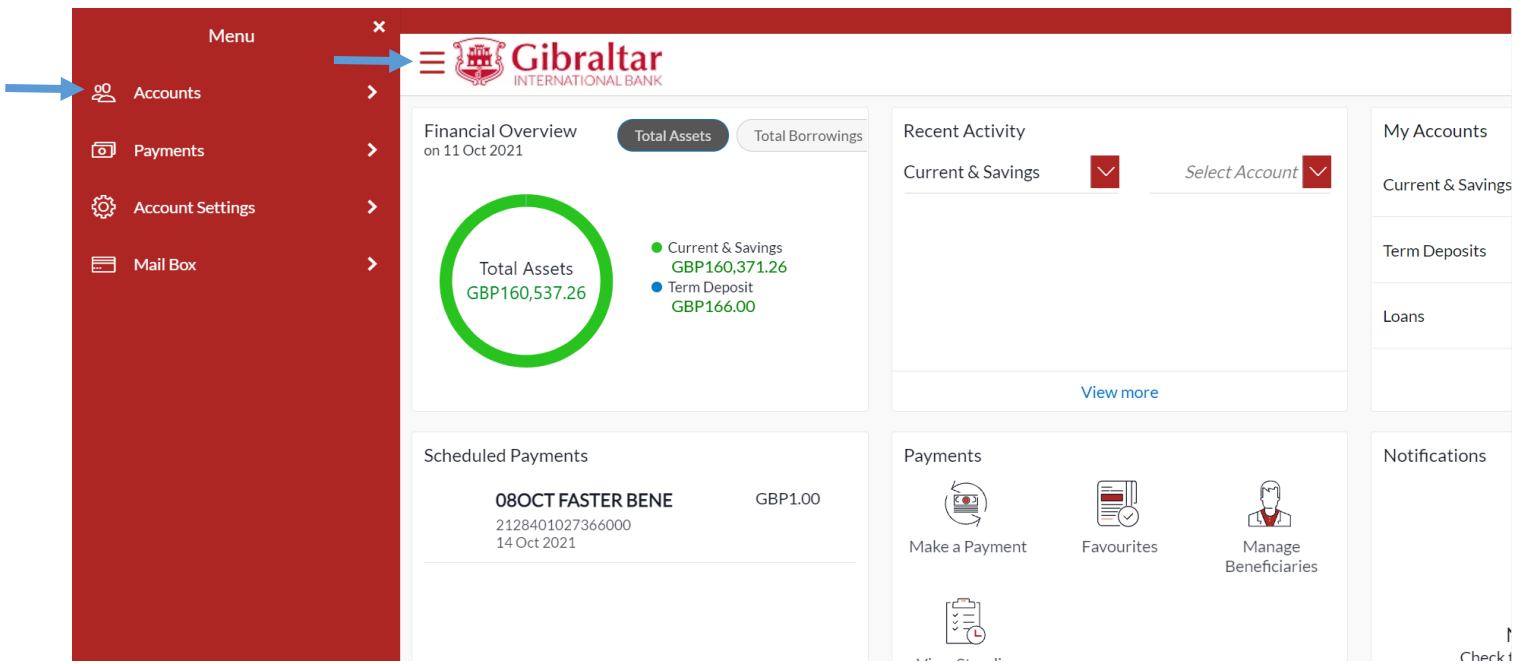 Menu
Accounts
Payments
Account Settings
Mail Box
Gibraltar
INTERNATIONAL BANK
Financial Overview
on 11 Oct 2021
Total Assets
Total Borrowings
Total Assets
GBP160,537.26
Current & Savings
GBP160,371.26
Term Deposit
GBP166.00
Recent Activity
Current & Savings
Select Account
View more
My Accounts
Current & Savings
Term Deposits
Loans
Scheduled Payments
08OCT FASTER BENE
GBP1.00
2128401027366000
14 Oct 2021
Payments
Make a Payment
Favourites
Manage
Beneficiaries
Notifications
Check